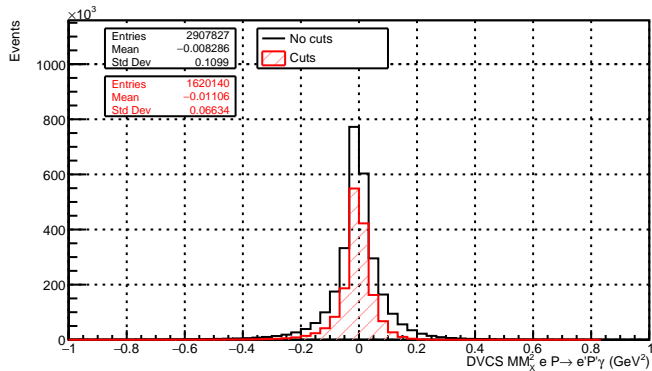 ×10³
Events
Entries 2907827
Mean −0.008286
Std Dev 0.1099
Entries 1620140
Mean −0.01106
Std Dev 0.06634
No cuts
Cuts
1000
800
600
400
200
0
−1 −0.8 −0.6 −0.4 −0.2 0 0.2 0.4 0.6 0.8 1
DVCS MM²ₓ e P→ e'P'γ (GeV²)